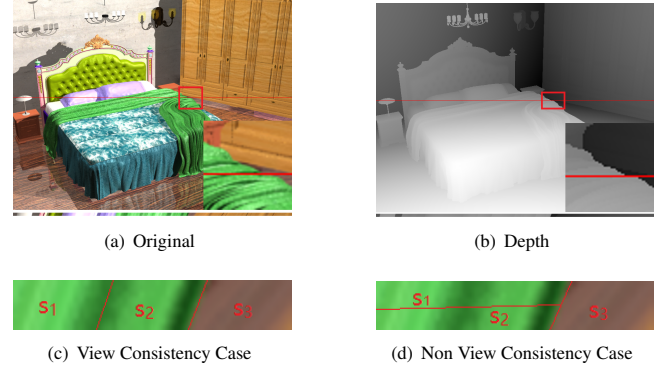 (a) Original
(b) Depth
S1 S2 S3
S1 S2 S3
(c) View Consistency Case
(d) Non View Consistency Case